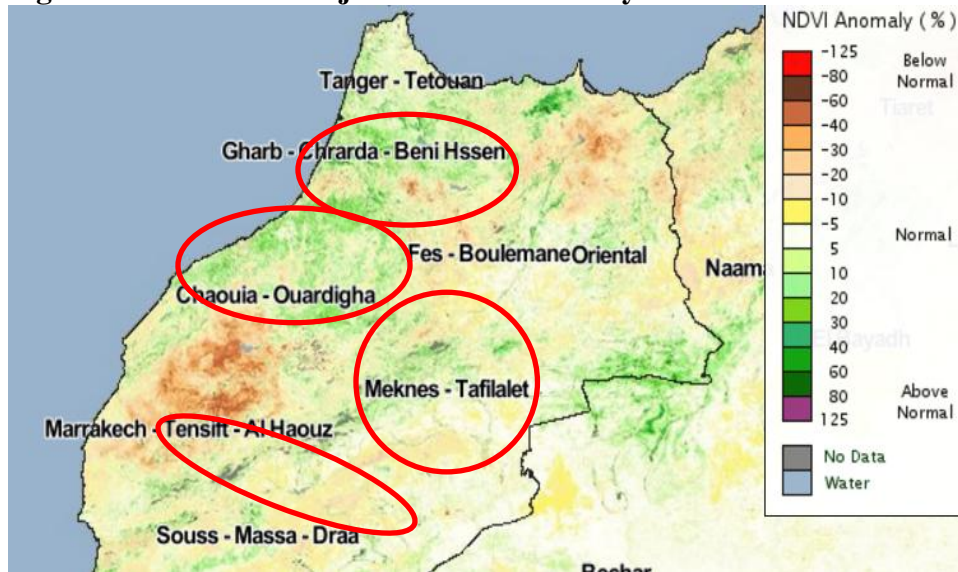 NDVI Anomaly (%)
-125
-80
-60
-40
-30
-20
-10
-5
5
10
20
30
40
60
80
125
Below
Normal
Normal
Above
Normal
No Data
Water
Tiaret
Tanger - Tetouan
Gharb - Chrarda - Beni Hssen
Fes - Boulemane
Oriental
Naama
Chaouia - Ouardigha
Meknes - Tafilalet
Marrakech - Tensift - Al Haouz
Souss - Massa - Draa